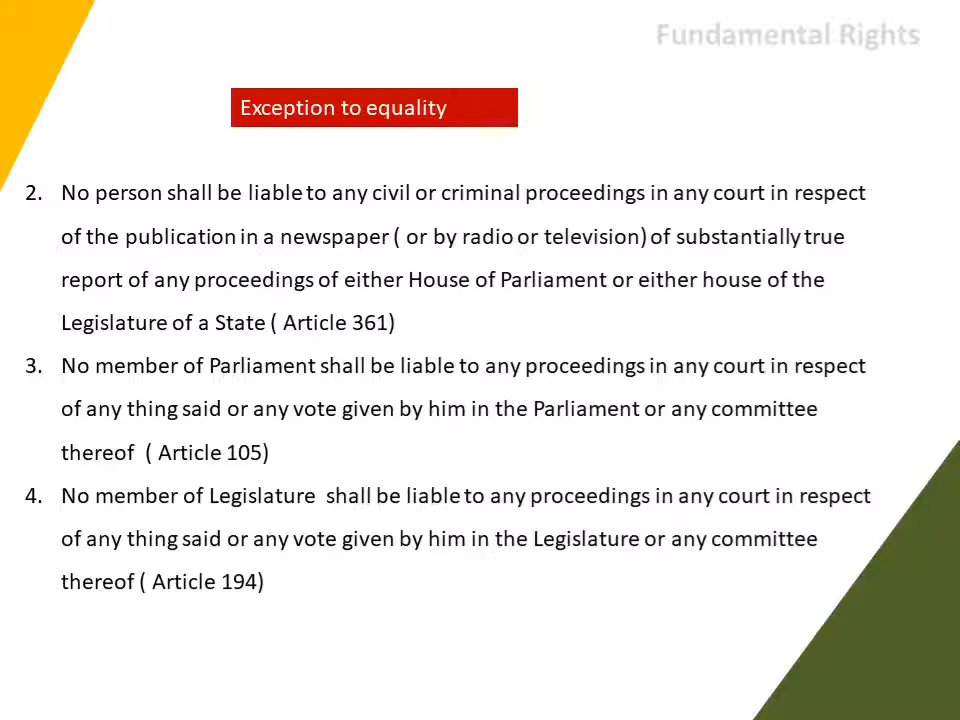 Fundamental Rights
Exception to equality
2. No person shall be liable to any civil or criminal proceedings in any court in respect
of the publication in a newspaper ( or by radio or television) of substantially true
report of any proceedings of either House of Parliament or either house of the
Legislature of a State ( Article 361)
3. No member of Parliament shall be liable to any proceedings in any court in respect
of any thing said or any vote given by him in the Parliament or any committee
thereof ( Article 105)
4. No member of Legislature shall be liable to any proceedings in any court in respect
of any thing said or any vote given by him in the Legislature or any committee
thereof ( Article 194)